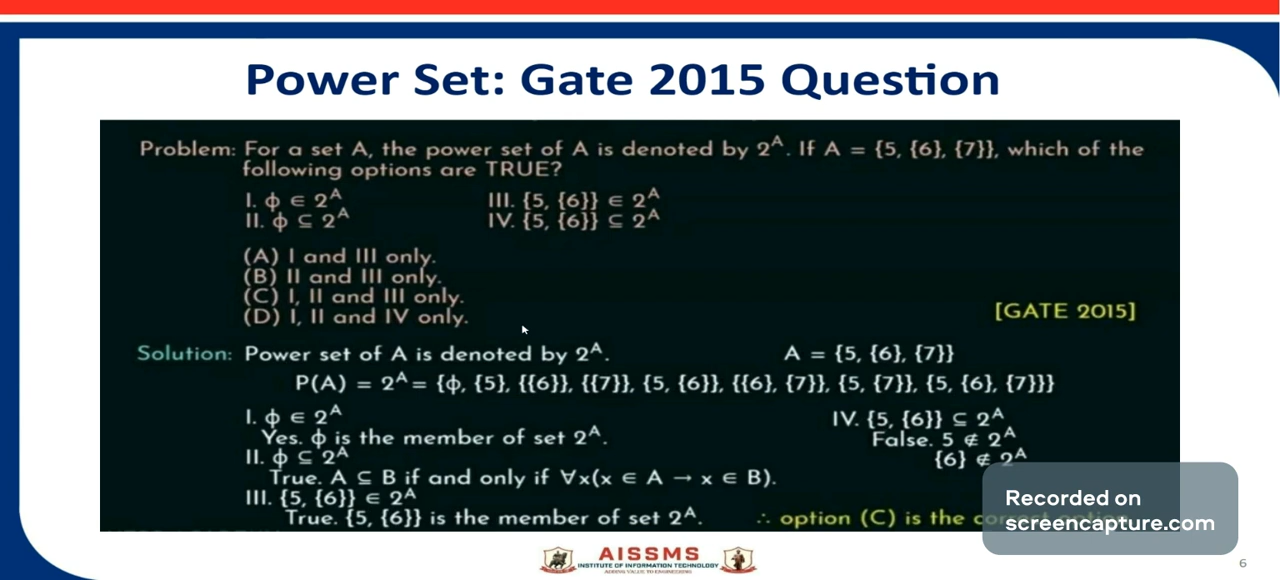 Power Set: Gate 2015 Question
Problem: For a set A, the power set of A is denoted by 2^A. If A = {5, {6}, {7}}, which of the
following options are TRUE?
I. ϕ ∈ 2^A III. {5, {6}} ∈ 2^A
II. ϕ ⊆ 2^A IV. {5, {6}} ⊆ 2^A
(A) I and III only.
(B) II and III only.
(C) I, II and III only.
(D) I, II and IV only.
[GATE 2015]
Solution: Power set of A is denoted by 2^A. A = {5, {6}, {7}}
P(A) = 2^A = {ϕ, {5}, {{6}}, {{7}}, {5, {6}}, {{6}, {7}}, {5, {7}}, {5, {6}, {7}}}
I. ϕ ∈ 2^A
Yes. ϕ is the member of set 2^A.
II. ϕ ⊆ 2^A
True. A ⊆ B if and only if ∀x(x ∈ A → x ∈ B).
III. {5, {6}} ∈ 2^A
True. {5, {6}} is the member of set 2^A.
IV. {5, {6}} ⊆ 2^A
False. 5 ∉ 2^A
{6} ∉ 2^A
∴ option (C) is the
Recorded on
screencapture.com
AISSMS
INSTITUTE OF INFORMATION TECHNOLOGY
ADDING VALUE TO ENGINEERING
6